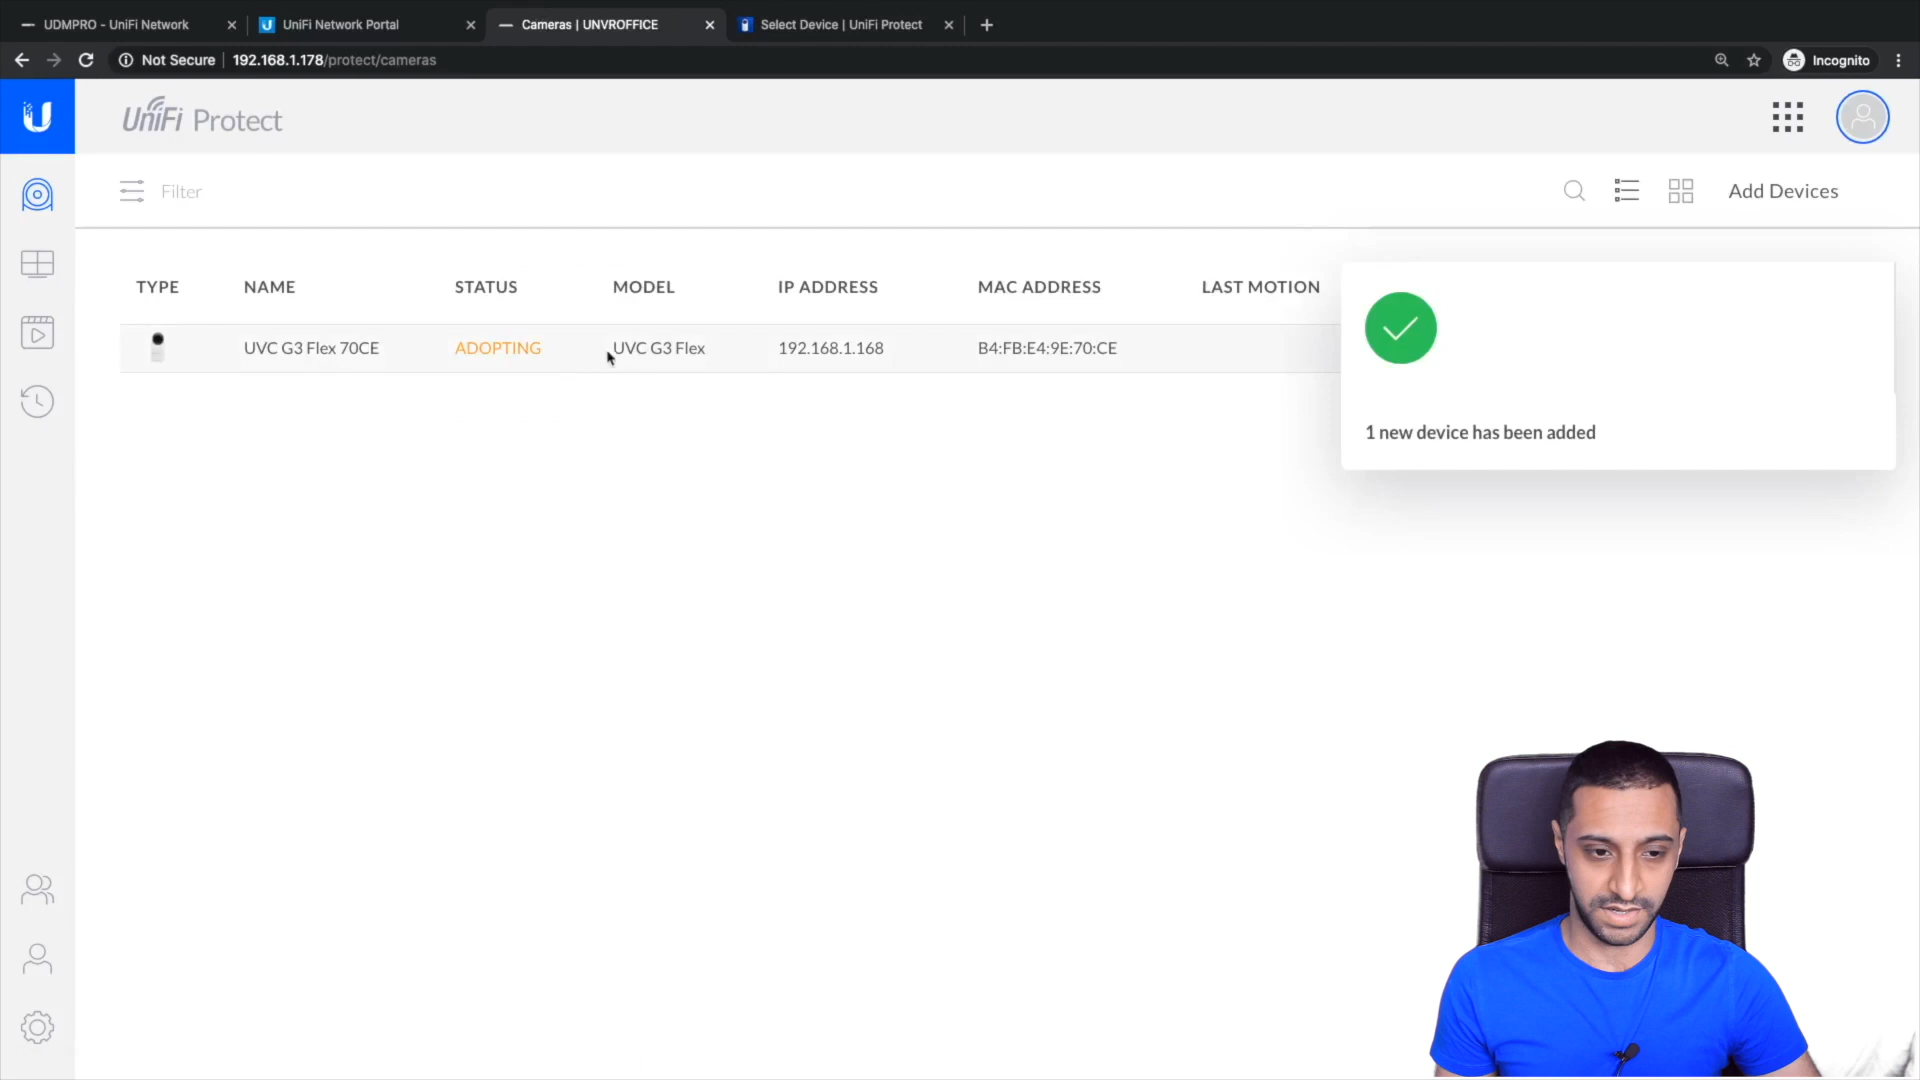 UDMPRO - UniFi Network
UniFi Network Portal
Cameras | UNVROFFICE
Select Device | UniFi Protect
Not Secure
192.168.1.178/protect/cameras
Incognito
UniFi Protect
Filter
Add Devices
TYPE NAME STATUS MODEL IP ADDRESS MAC ADDRESS LAST MOTION
UVC G3 Flex 70CE ADOPTING UVC G3 Flex 192.168.1.168 B4:FB:E4:9E:70:CE
1 new device has been added